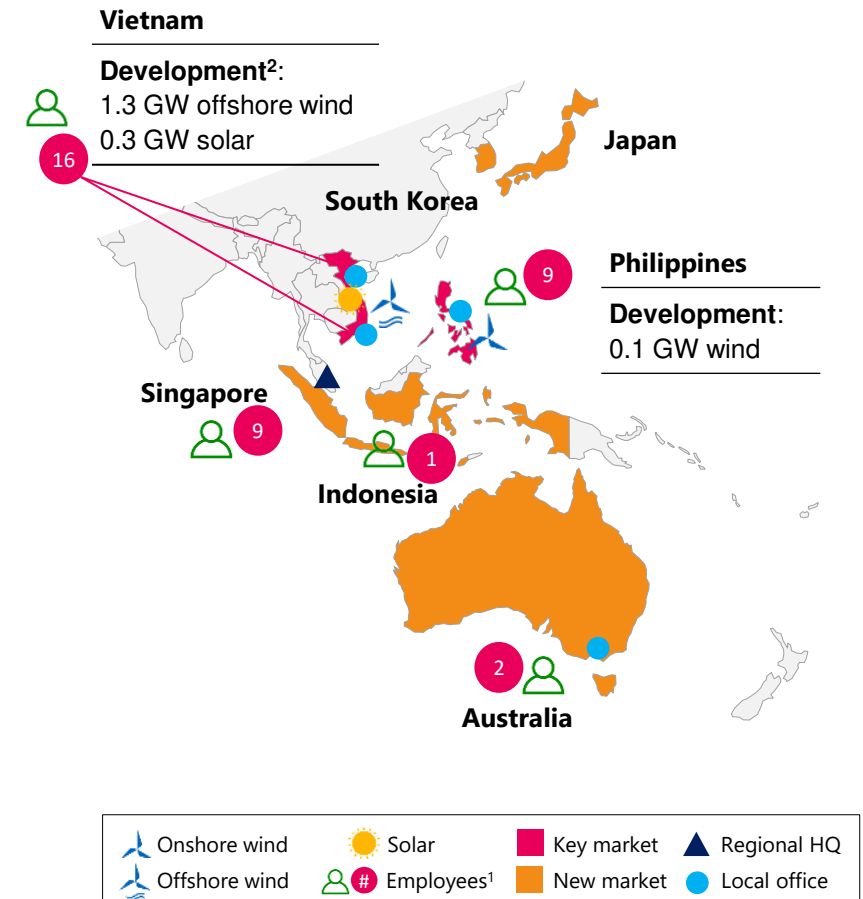 Vietnam
Development²:
1.3 GW offshore wind
0.3 GW solar
16
Japan
South Korea
9
Philippines
Development:
0.1 GW wind
Singapore
9
1
Indonesia
2
Australia
Onshore wind
Solar
Key market
Regional HQ
Offshore wind
# Employees¹
New market
Local office